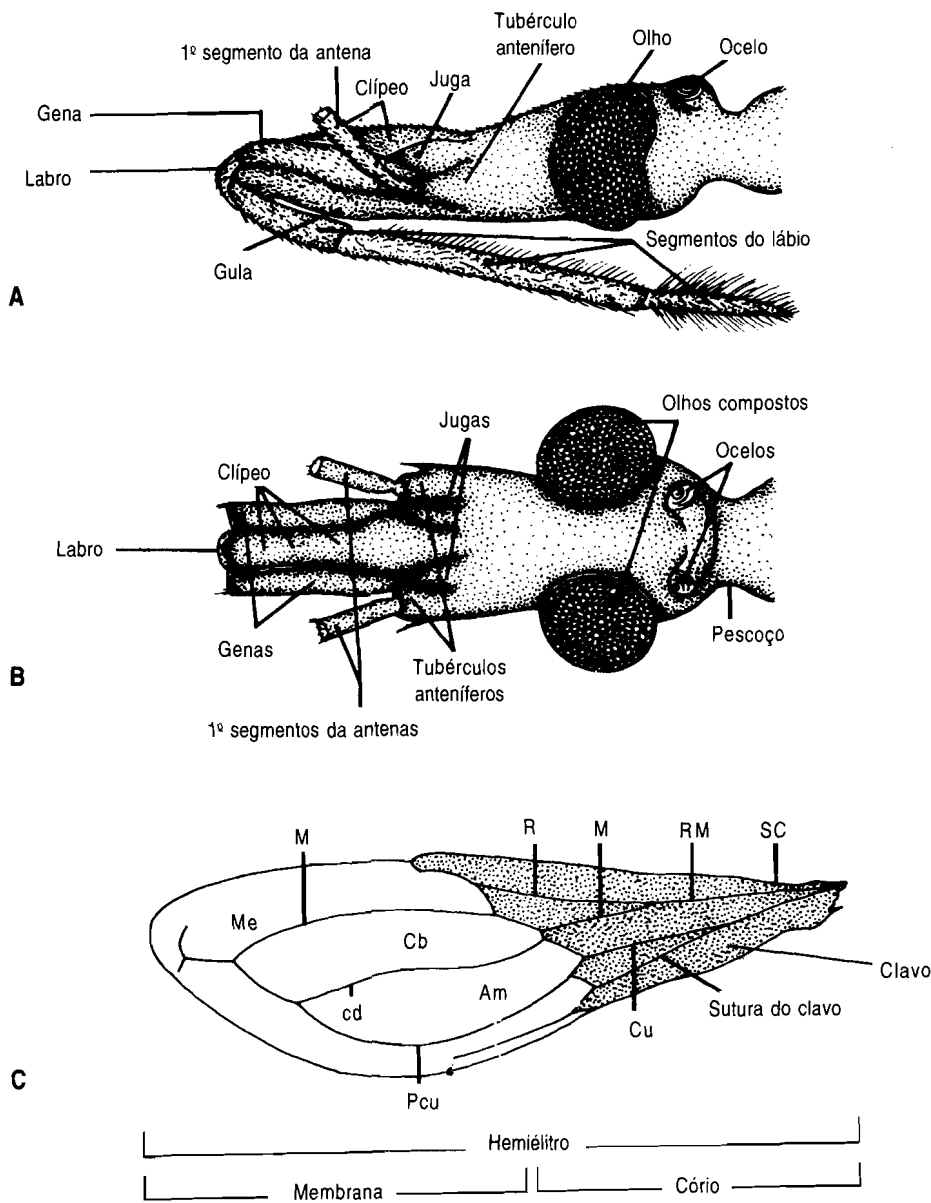 Tubérculo
antenífero
Olho
Ocelo
1º segmento da antena
Clípeo
Juga
Gena
Labro
Segmentos do lábio
Gula
A
Olhos compostos
Jugas
Ocelos
Clípeo
Labro
Genas
Tubérculos
anteníferos
Pescoço
B
1º segmentos da antenas
M
R
M
RM
SC
Me
Cb
Clavo
Am
cd
Sutura do clavo
Cu
C
Pcu
Hemiélitro
Membrana
Cório